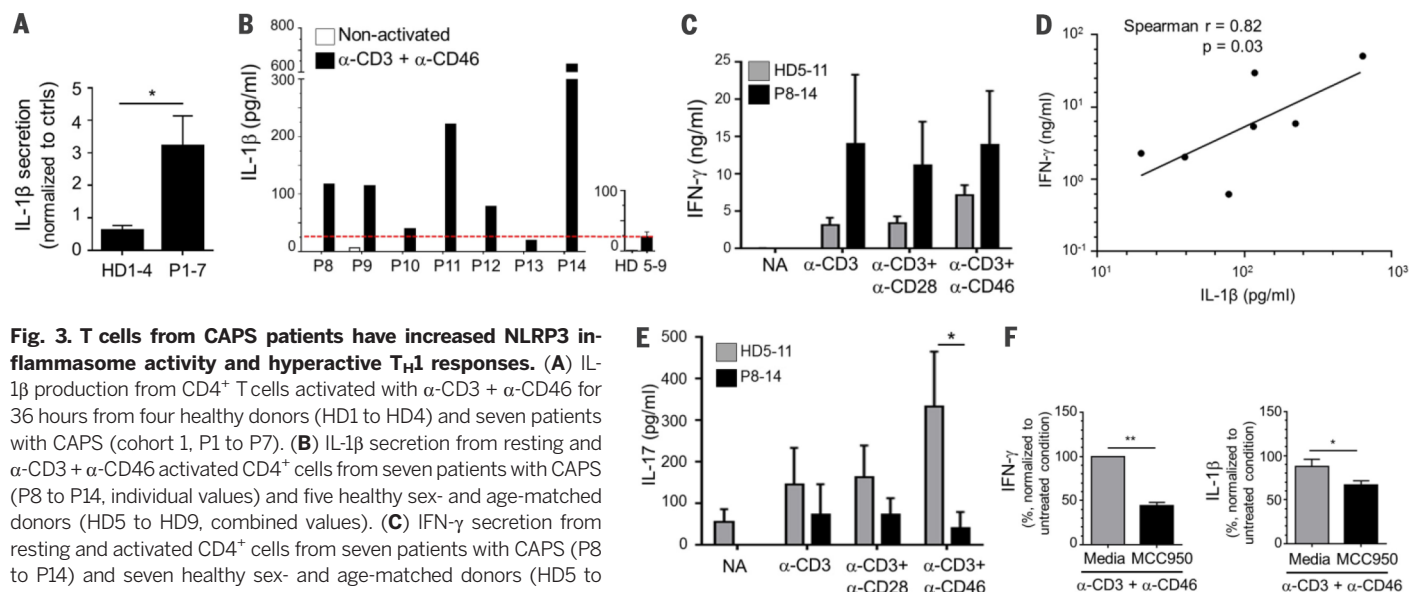 A
IL-1β secretion
(normalized to ctrls)
5
4
3
2
1
0
*
HD1-4
P1-7
B
Non-activated
α-CD3 + α-CD46
IL-1β (pg/ml)
800
600
400
300
200
100
0
100
0
P8
P9
P10
P11
P12
P13
P14
HD 5-9
C
HD5-11
P8-14
IFN-γ (ng/ml)
25
20
15
10
5
0
NA
α-CD3
α-CD3+
α-CD28
α-CD3+
α-CD46
D
Spearman r = 0.82
p = 0.03
IFN-γ (ng/ml)
10²
10¹
10⁰
10-¹
10¹
10²
10³
IL-1β (pg/ml)
Fig. 3. T cells from CAPS patients have increased NLRP3 in-
flammasome activity and hyperactive TH1 responses. (A) IL-
1β production from CD4⁺ T cells activated with α-CD3 + α-CD46 for
36 hours from four healthy donors (HD1 to HD4) and seven patients
with CAPS (cohort 1, P1 to P7). (B) IL-1β secretion from resting and
α-CD3 + α-CD46 activated CD4⁺ cells from seven patients with CAPS
(P8 to P14, individual values) and five healthy sex- and age-matched
donors (HD5 to HD9, combined values). (C) IFN-γ secretion from
resting and activated CD4⁺ cells from seven patients with CAPS (P8
to P14) and seven healthy sex- and age-matched donors (HD5 to
E
HD5-11
P8-14
*
IL-17 (pg/ml)
500
400
300
200
100
0
NA
α-CD3
α-CD3+
α-CD28
α-CD3+
α-CD46
F
IFN-γ
(%, normalized to
untreated condition)
150
100
50
0
**
Media
MCC950
α-CD3 + α-CD46
IL-1β
(%, normalized to
untreated condition)
150
100
50
0
*
Media
MCC950
α-CD3 + α-CD46